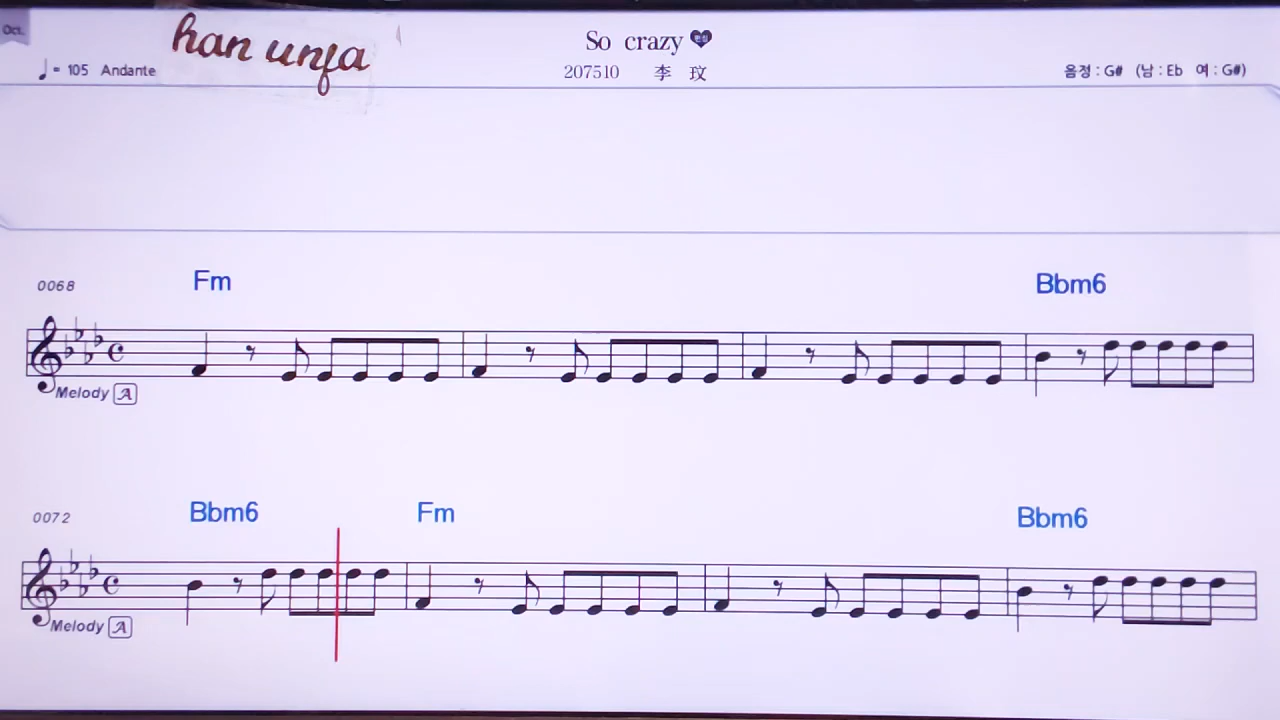 Oct.
han unja
So crazy
♩= 105 Andante
207510 李 玟
음정 : G# (남 : Eb 여 : G#)
Fm Bbm6
0068
Melody A
Bbm6 Fm Bbm6
0072
Melody A